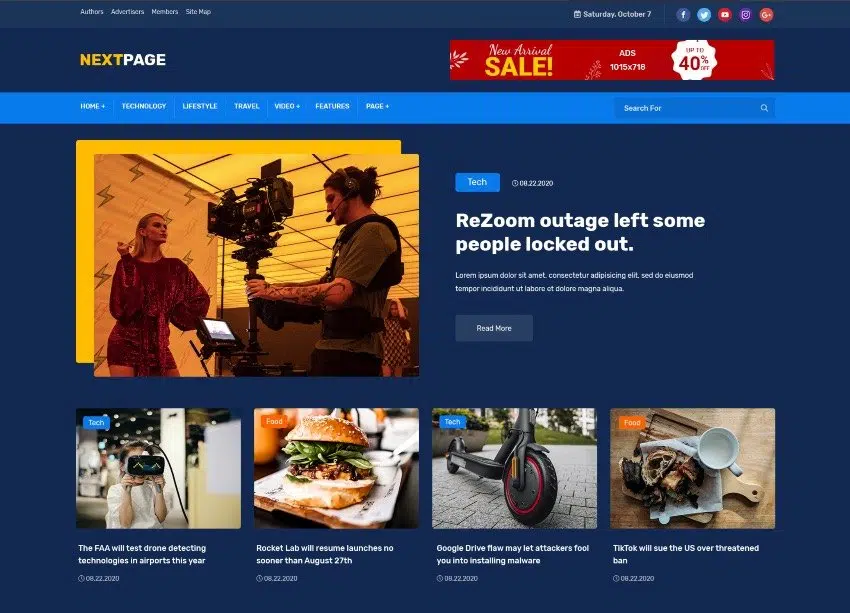 Authors Advertisers Members Site Map
Saturday, October 7
NEXTPAGE
New Arrival
SALE!
ADS
1015x718
UP TO
40%
OFF
HOME + TECHNOLOGY LIFESTYLE TRAVEL VIDEO + FEATURES PAGE +
Search For
Tech
08.22.2020
ReZoom outage left some
people locked out.
Lorem ipsum dolor sit amet, consectetur adipisicing elit, sed do eiusmod
tempor incididunt ut labore et dolore magna aliqua.
Read More
Tech
Food
Tech
Food
The FAA will test drone detecting
technologies in airports this year
08.22.2020
Rocket Lab will resume launches no
sooner than August 27th
08.22.2020
Google Drive flaw may let attackers fool
you into installing malware
08.22.2020
TikTok will sue the US over threatened
ban
08.22.2020